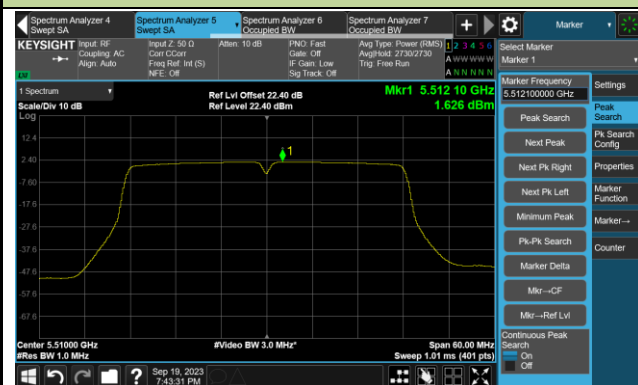 Spectrum Analyzer 4
Swept SA
Spectrum Analyzer 5
Swept SA
Spectrum Analyzer 6
Occupied BW
Spectrum Analyzer 7
Occupied BW
+
Marker
KEYSIGHT
Input: RF
Coupling: AC
Align: Auto
Input Z: 50 Ω
Corr CCorr
Freq Ref: Int (S)
NFE: Off
Atten: 10 dB
PNO: Fast
Gate: Off
IF Gain: Low
Sig Track: Off
Avg Type: Power (RMS)
Avg|Hold: 2730/2730
Trig: Free Run
1 2 3 4 5 6
A W W W W W
A N N N N N
Select Marker
Marker 1
1 Spectrum
Scale/Div 10 dB
Log
Ref Lvl Offset 22.40 dB
Ref Level 22.40 dBm
Mkr1 5.512 10 GHz
1.626 dBm
12.4
2.40
-7.60
-17.6
-27.6
-37.6
-47.6
-57.6
-67.6
1
Center 5.51000 GHz
#Res BW 1.0 MHz
#Video BW 3.0 MHz*
Span 60.00 MHz
Sweep 1.01 ms (401 pts)
Marker Frequency
5.512100000 GHz
Peak Search
Next Peak
Next Pk Right
Next Pk Left
Minimum Peak
Pk-Pk Search
Marker Delta
Mkr→CF
Mkr→Ref Lvl
Continuous Peak
Search
On
Off
Settings
Peak
Search
Pk Search
Config
Properties
Marker
Function
Marker→
Counter
?
Sep 19, 2023
7:43:31 PM